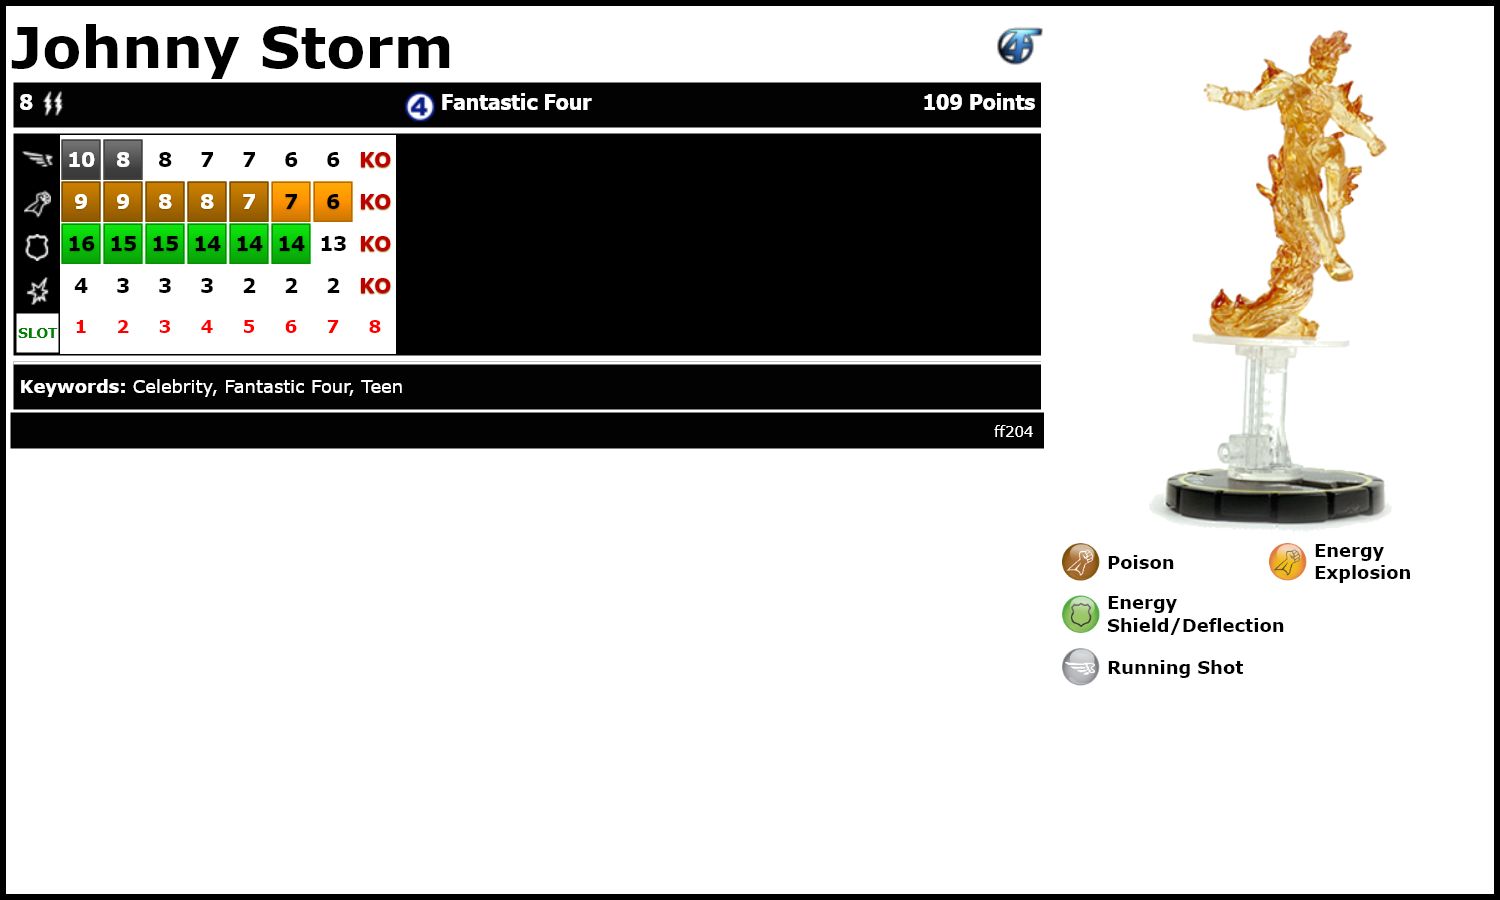 Johnny Storm
8 4 Fantastic Four 109 Points
10 8 8 7 7 6 6 KO
9 9 8 8 7 7 6 KO
16 15 15 14 14 14 13 KO
4 3 3 3 2 2 2 KO
SLOT 1 2 3 4 5 6 7 8
Keywords: Celebrity, Fantastic Four, Teen
ff204
Poison
Energy Explosion
Energy
Shield/Deflection
Running Shot